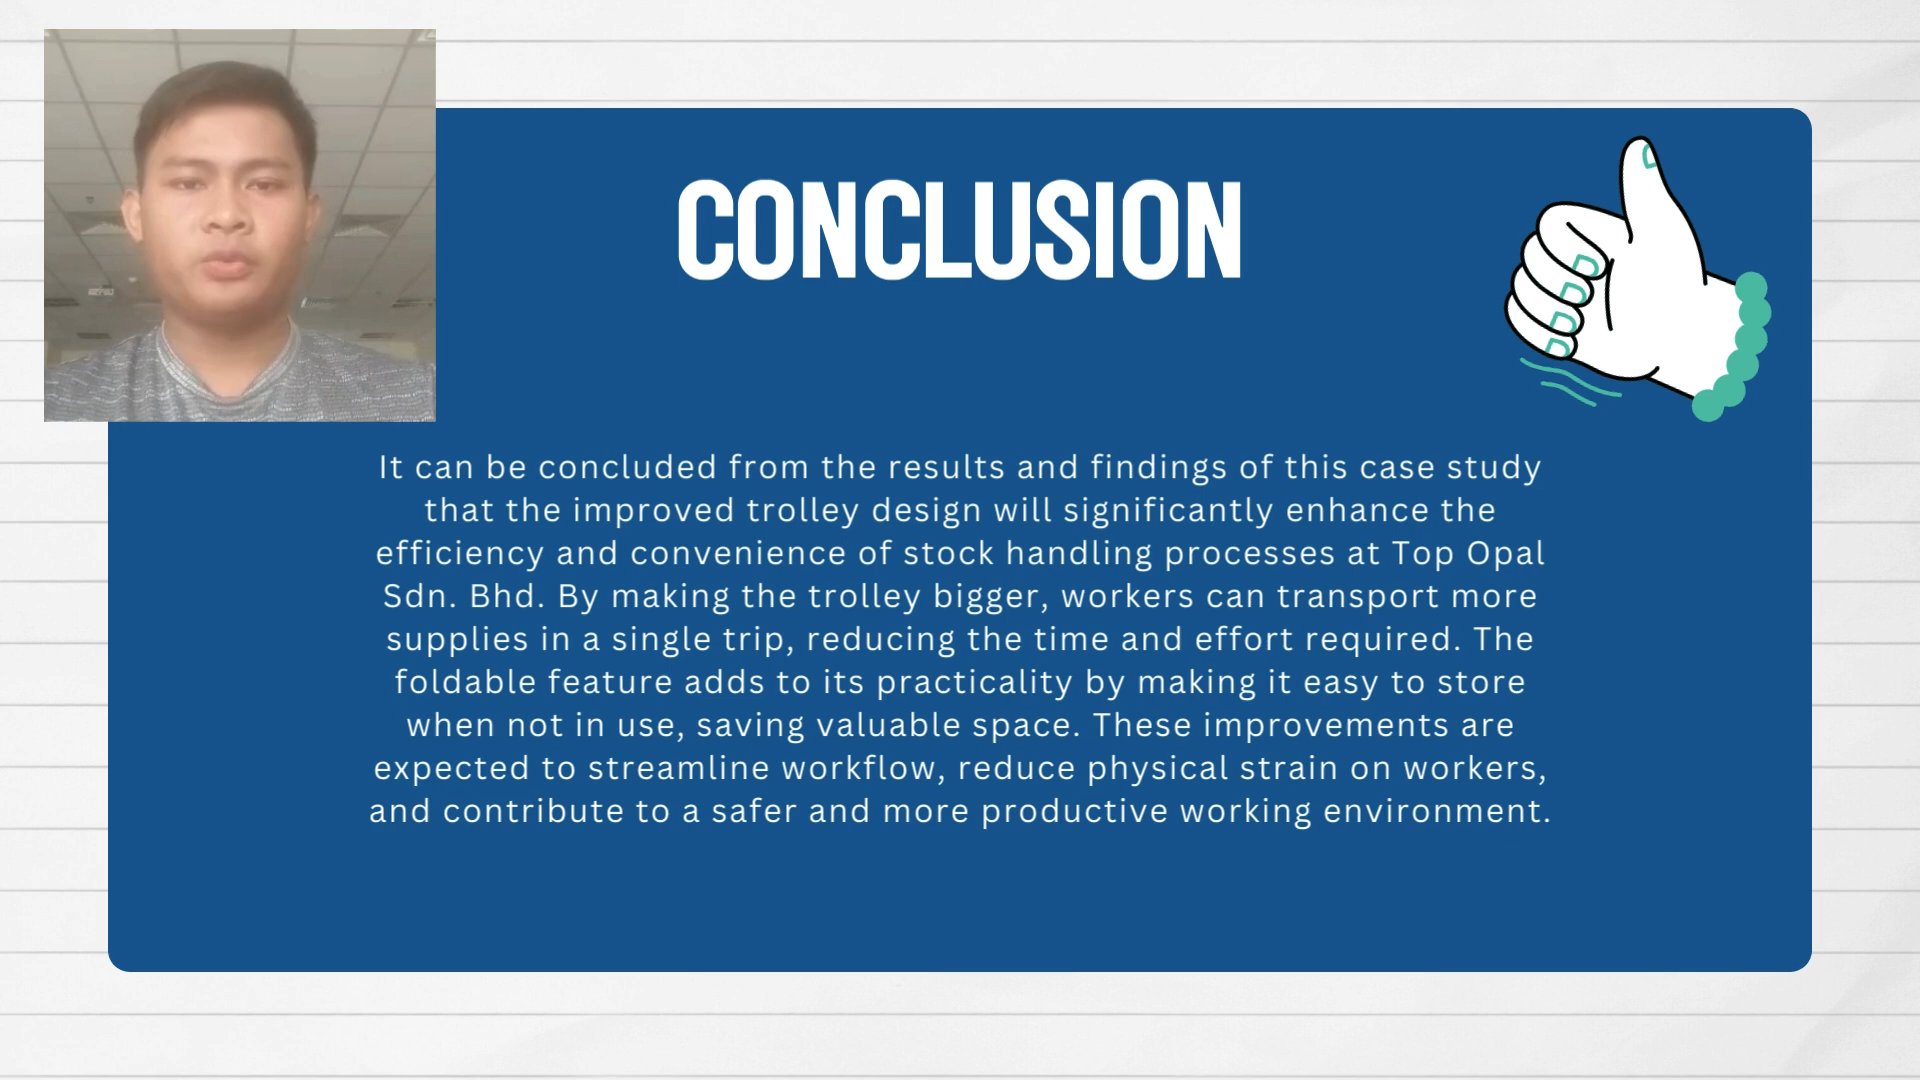 CONCLUSION
It can be concluded from the results and findings of this case study
that the improved trolley design will significantly enhance the
efficiency and convenience of stock handling processes at Top Opal
Sdn. Bhd. By making the trolley bigger, workers can transport more
supplies in a single trip, reducing the time and effort required. The
foldable feature adds to its practicality by making it easy to store
when not in use, saving valuable space. These improvements are
expected to streamline workflow, reduce physical strain on workers,
and contribute to a safer and more productive working environment.